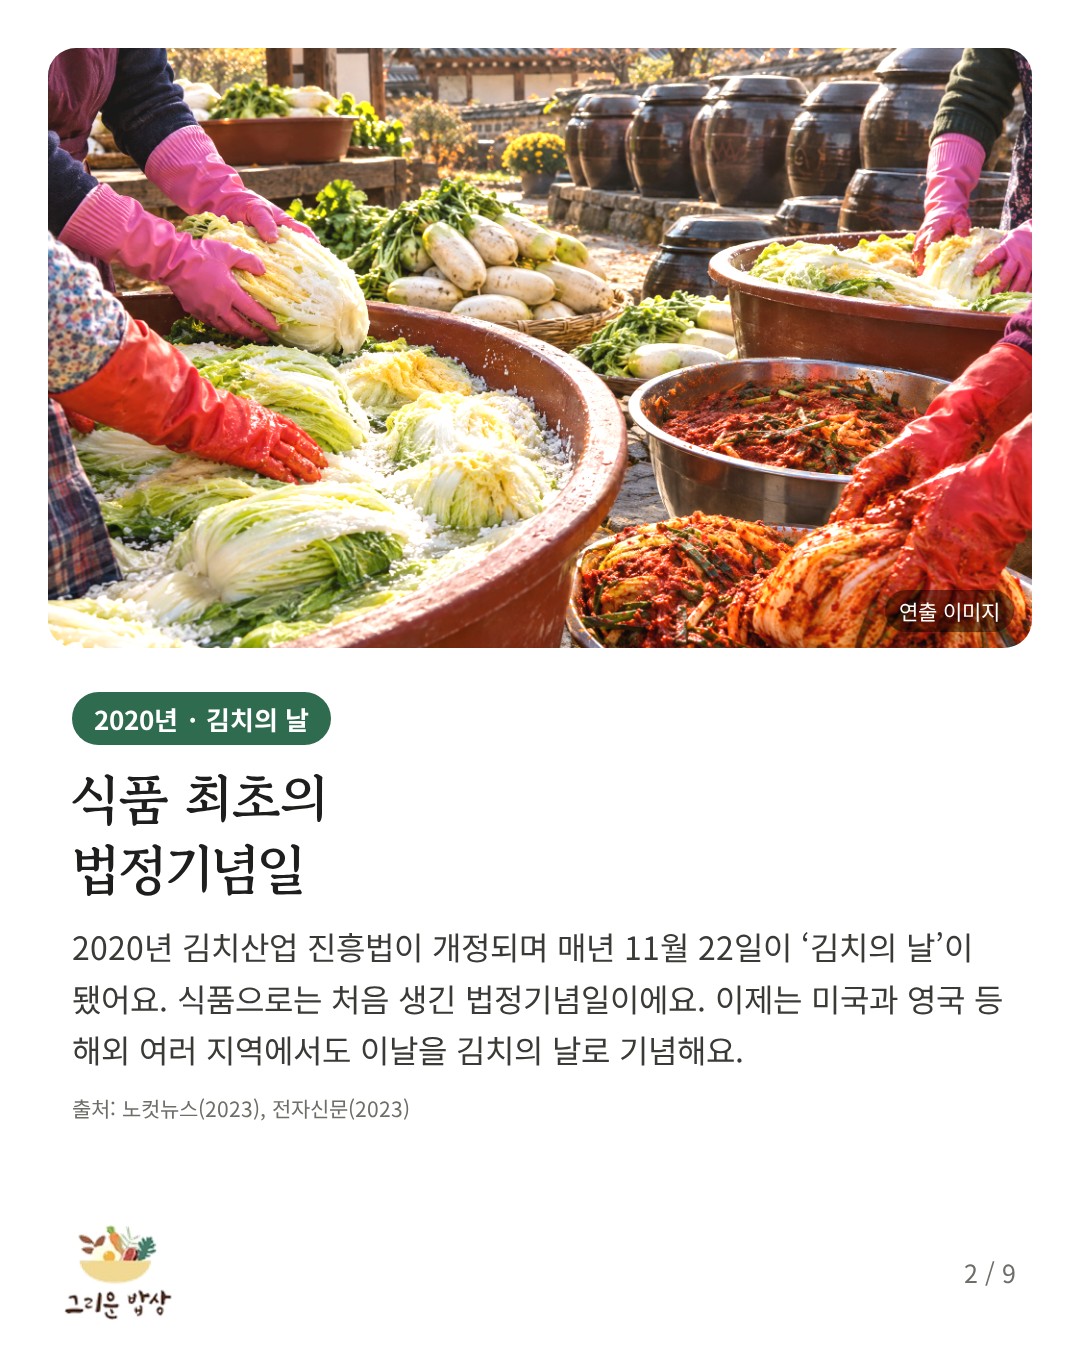 연출 이미지
2020년 · 김치의 날
식품 최초의
법정기념일
2020년 김치산업 진흥법이 개정되며 매년 11월 22일이 ‘김치의 날’이
됐어요. 식품으로는 처음 생긴 법정기념일이에요. 이제는 미국과 영국 등
해외 여러 지역에서도 이날을 김치의 날로 기념해요.
출처: 노컷뉴스(2023), 전자신문(2023)
그리운 밥상
2 / 9